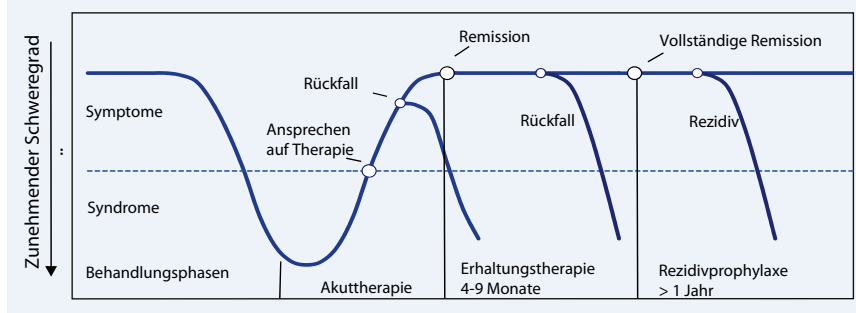 Zunehmender Schweregrad
..
Remission
Vollständige Remission
Rückfall
Symptome
Rückfall
Rezidiv
Ansprechen
auf Therapie
Syndrome
Behandlungsphasen
Akuttherapie
Erhaltungstherapie
4-9 Monate
Rezidivprophylaxe
> 1 Jahr